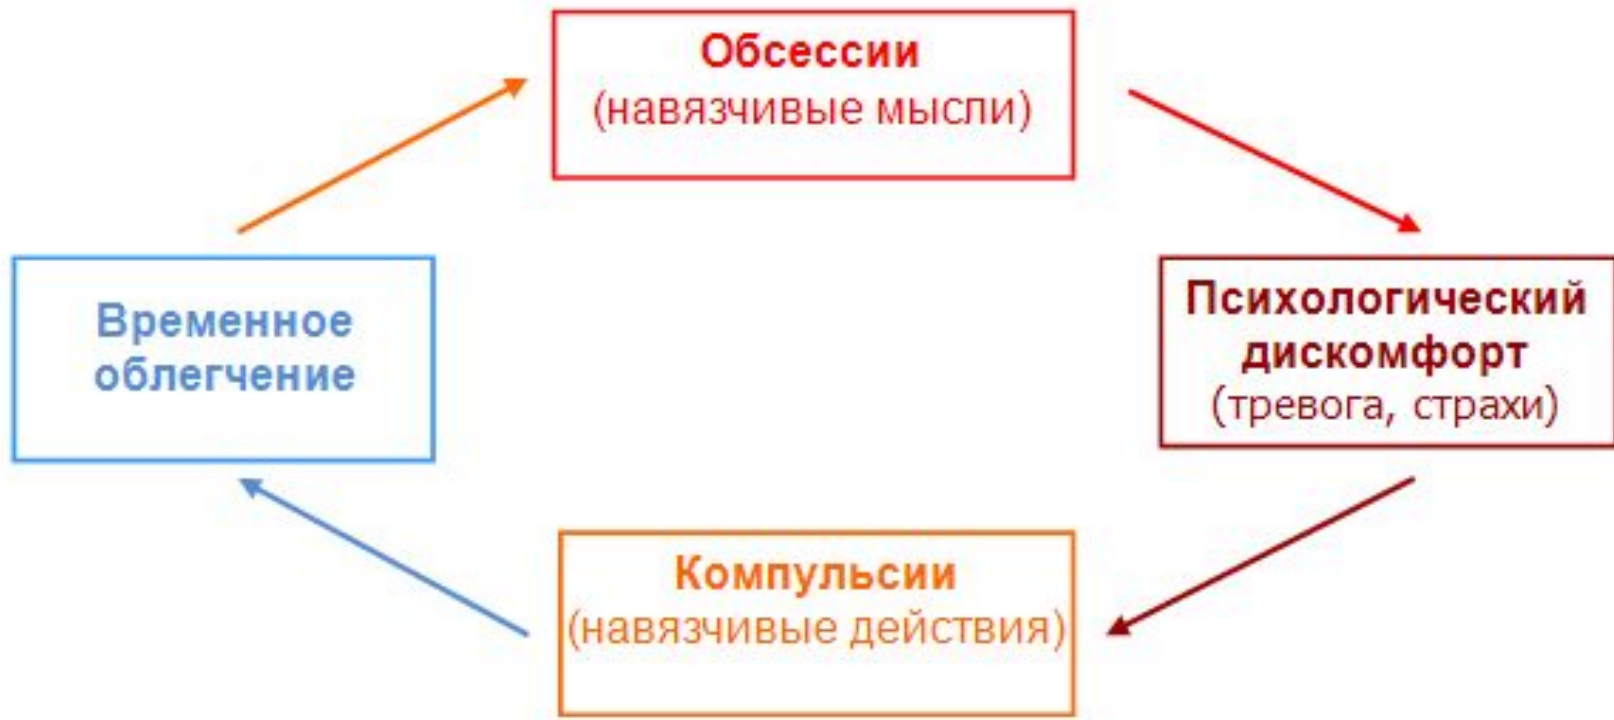 Обсессии
(навязчивые мысли)
Психологический
дискомфорт
(тревога, страхи)
Компульсии
(навязчивые действия)
Временное
облегчение